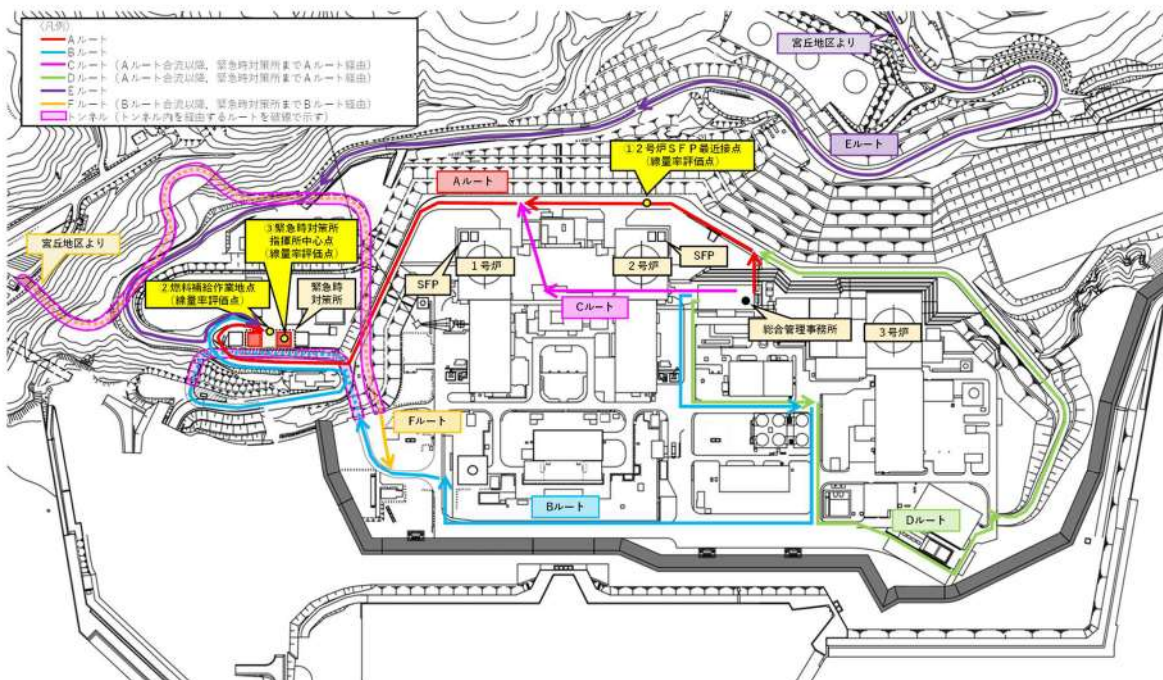 〈凡例〉
Aルート
Bルート
Cルート（Aルート合流以降，緊急時対策所までAルート経由）
Dルート（Aルート合流以降，緊急時対策所までAルート経由）
Eルート
Fルート（Bルート合流以降，緊急時対策所までBルート経由）
トンネル（トンネル内を経由するルートを破線で示す）
宮丘地区より
Eルート
①2号炉SFP最近接点
（線量率評価点）
Aルート
宮丘地区より
③緊急時対策所
指揮所中心点
（線量率評価点）
②燃料補給作業地点
（線量率評価点）
緊急時
対策所
SFP
1号炉
2号炉
SFP
Cルート
総合管理事務所
3号炉
Fルート
Bルート
Dルート